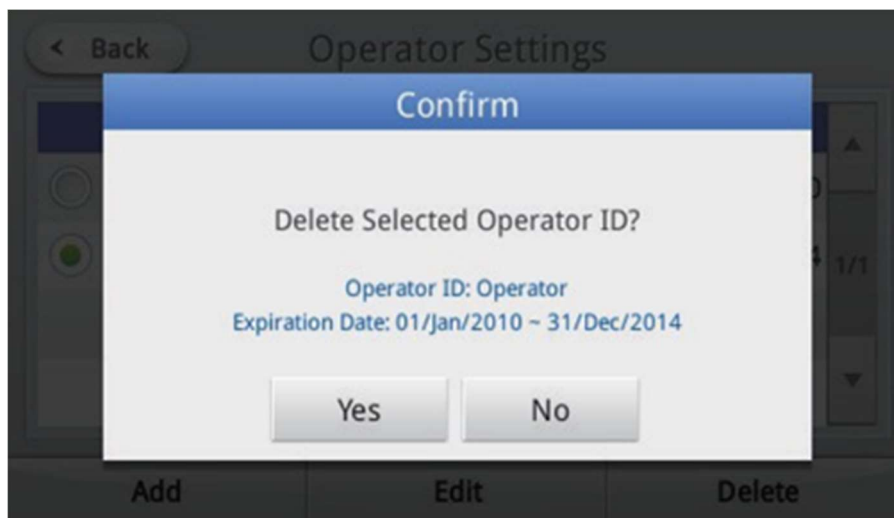 < Back
Operator Settings
Confirm
Delete Selected Operator ID?
Operator ID: Operator
Expiration Date: 01/Jan/2010 ~ 31/Dec/2014
1/1
Yes
No
Add
Edit
Delete